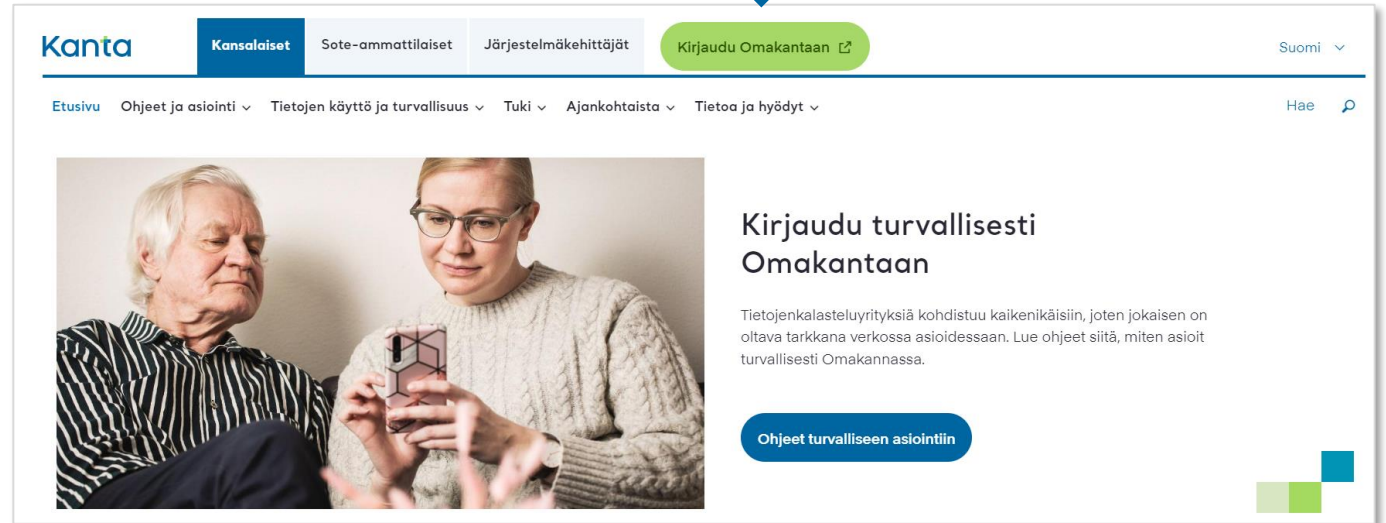 Kanta
Kansalaiset
Sote-ammattilaiset
Järjestelmäkehittäjät
Kirjaudu Omakantaan
Suomi
Etusivu
Ohjeet ja asiointi
Tietojen käyttö ja turvallisuus
Tuki
Ajankohtaista
Tietoa ja hyödyt
Hae
Kirjaudu turvallisesti
Omakantaan
Tietojenkalasteluyrityksiä kohdistuu kaikenikäisiin, joten jokaisen on
oltava tarkkana verkossa asioidessaan. Lue ohjeet siitä, miten asioit
turvallisesti Omakannassa.
Ohjeet turvalliseen asiointiin